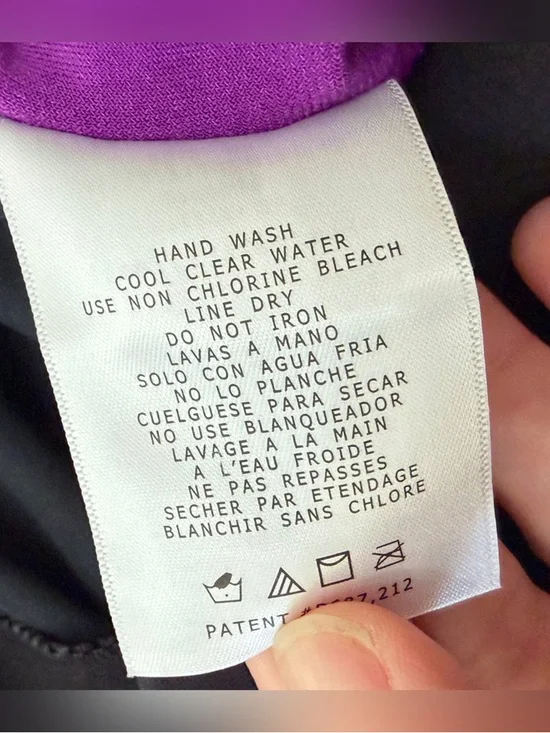 HAND WASH
COOL CLEAR WATER
USE NON CHLORINE BLEACH
LINE DRY
DO NOT IRON
LAVAS A MANO
SOLO CON AGUA FRIA
NO LO PLANCHE
CUELGUESE PARA SECAR
NO USE BLANQUEADOR
LAVAGE A LA MAIN
A L'EAU FROIDE
NE PAS REPASSES
SECHER PAR ETENDAGE
BLANCHIR SANS CHLORE
PATENT